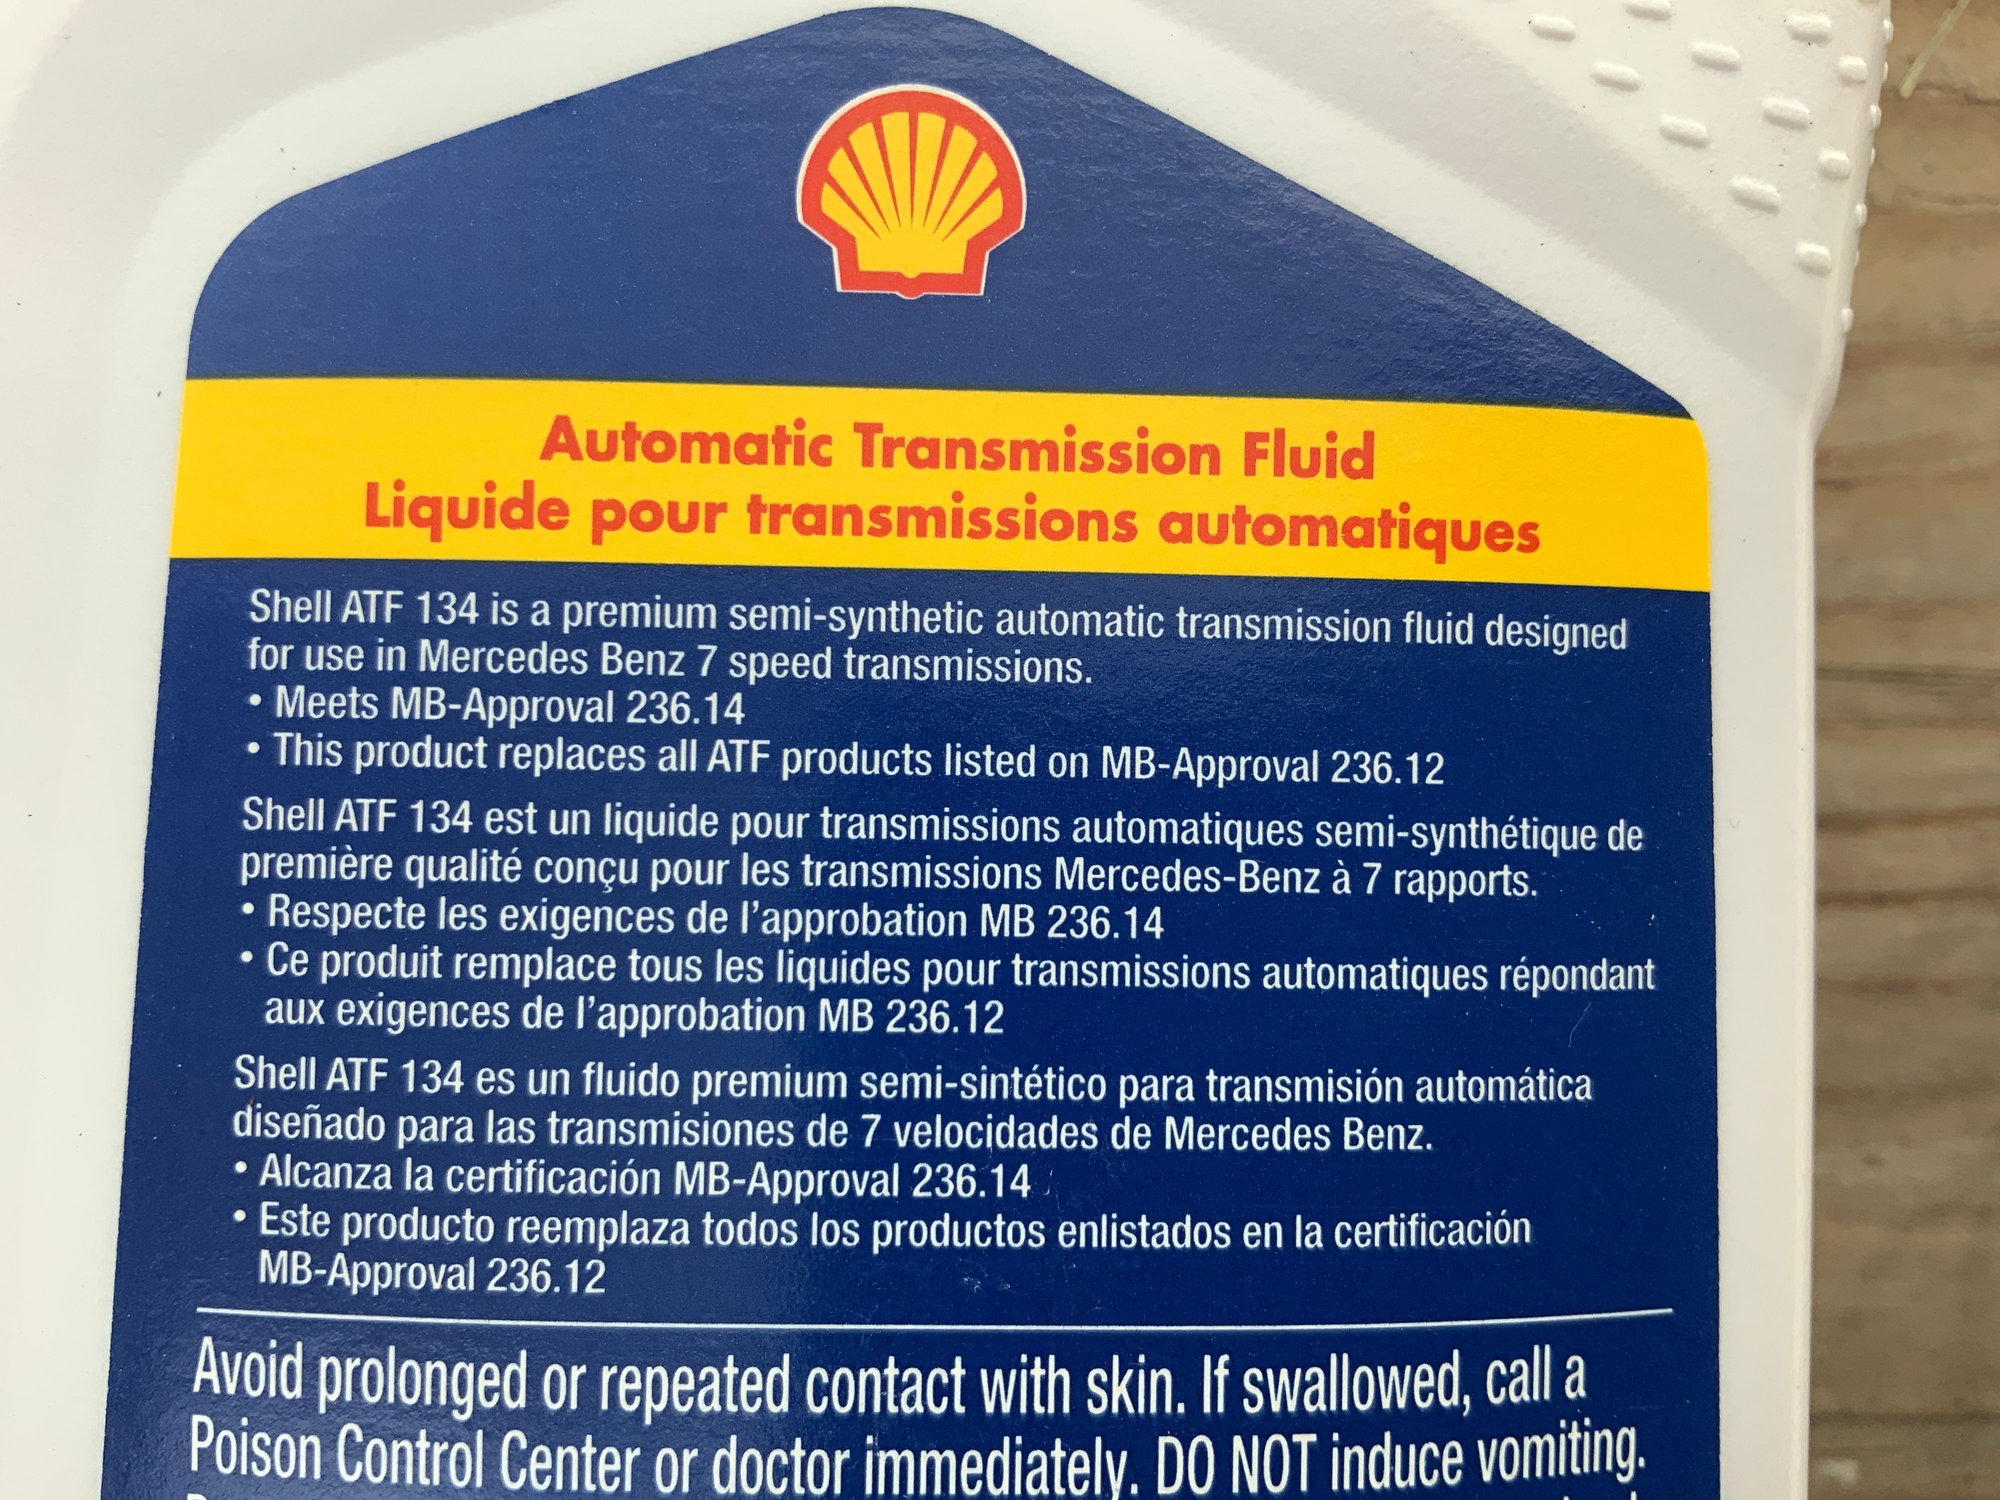 Automatic Transmission Fluid
Liquide pour transmissions automatiques
Shell ATF 134 is a premium semi-synthetic automatic transmission fluid designed
for use in Mercedes Benz 7 speed transmissions.
• Meets MB-Approval 236.14
• This product replaces all ATF products listed on MB-Approval 236.12
Shell ATF 134 est un liquide pour transmissions automatiques semi-synthétique de
première qualité conçu pour les transmissions Mercedes-Benz à 7 rapports.
• Respecte les exigences de l'approbation MB 236.14
• Ce produit remplace tous les liquides pour transmissions automatiques répondant
aux exigences de l'approbation MB 236.12
Shell ATF 134 es un fluido premium semi-sintético para transmisión automática
diseñado para las transmisiones de 7 velocidades de Mercedes Benz.
• Alcanza la certificación MB-Approval 236.14
• Este producto reemplaza todos los productos enlistados en la certificación
MB-Approval 236.12
Avoid prolonged or repeated contact with skin. If swallowed, call a
Poison Control Center or doctor immediately. DO NOT induce vomiting.